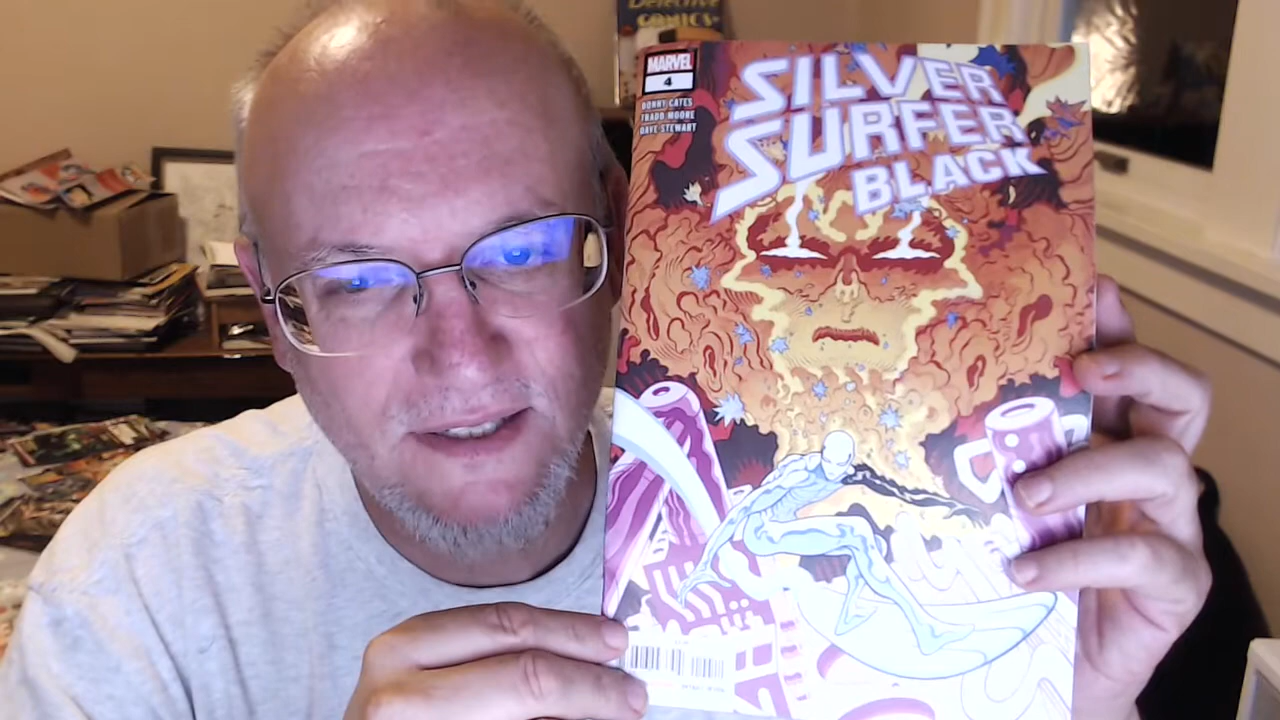 Detective
COMICS
MARVEL
4
DONNY CATES
TRADD MOORE
DAVE STEWART
SILVER
SURFER
BLACK